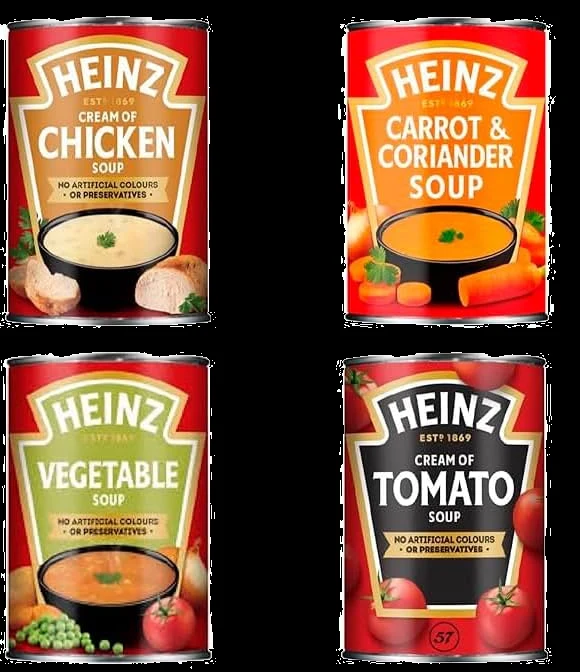 HEINZ
ESTD 1869
CREAM OF
CHICKEN
SOUP
NO ARTIFICIAL COLOURS
• OR PRESERVATIVES •
HEINZ
ESTD 1869
CARROT &
CORIANDER
SOUP
HEINZ
ESTD 1869
VEGETABLE
SOUP
NO ARTIFICIAL COLOURS
• OR PRESERVATIVES •
HEINZ
ESTD 1869
CREAM OF
TOMATO
SOUP
NO ARTIFICIAL COLOURS
• OR PRESERVATIVES •
57